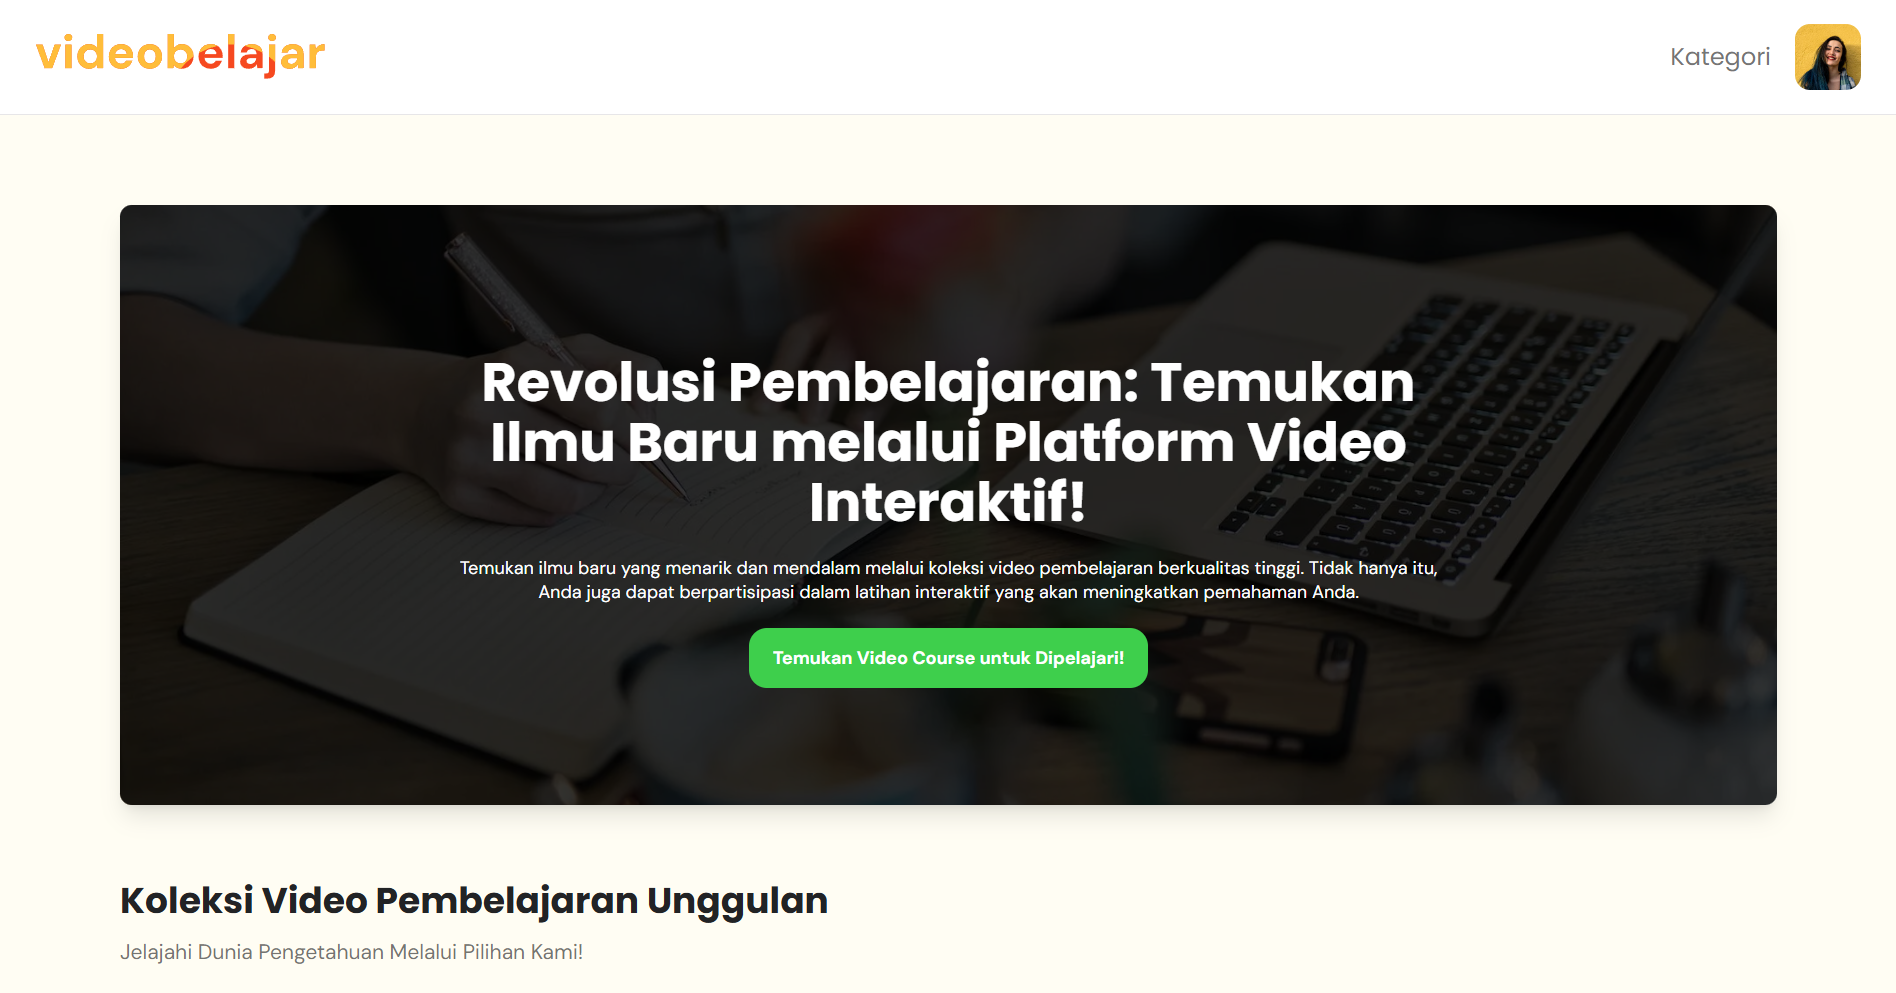 videobelajar
Kategori
Revolusi Pembelajaran: Temukan
Ilmu Baru melalui Platform Video
Interaktif!
Temukan ilmu baru yang menarik dan mendalam melalui koleksi video pembelajaran berkualitas tinggi. Tidak hanya itu,
Anda juga dapat berpartisipasi dalam latihan interaktif yang akan meningkatkan pemahaman Anda.
Temukan Video Course untuk Dipelajari!
Koleksi Video Pembelajaran Unggulan
Jelajahi Dunia Pengetahuan Melalui Pilihan Kami!